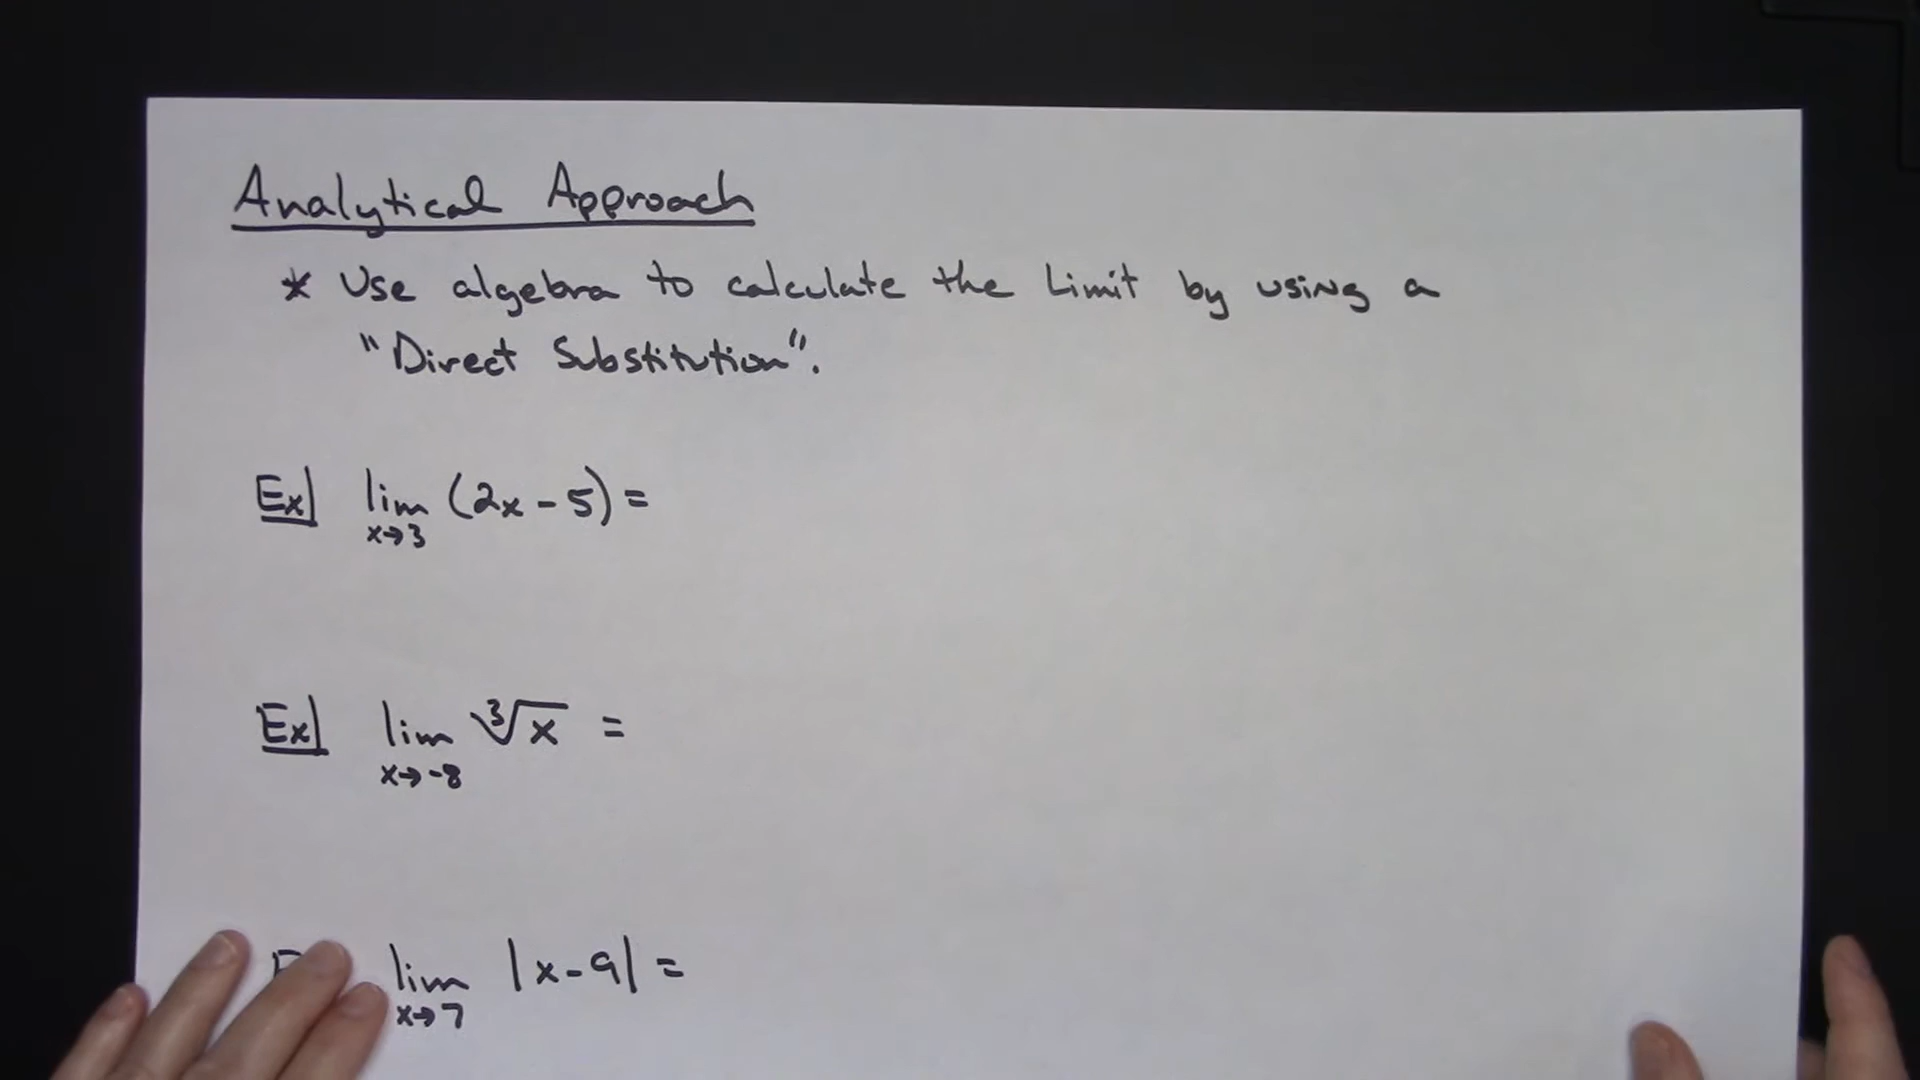 Analytical Approach
* Use algebra to calculate the Limit by using a
"Direct Substitution".
Ex| lim (2x - 5) =
x→3
Ex| lim ∛x =
x→-8
lim |x - 9| =
x→7